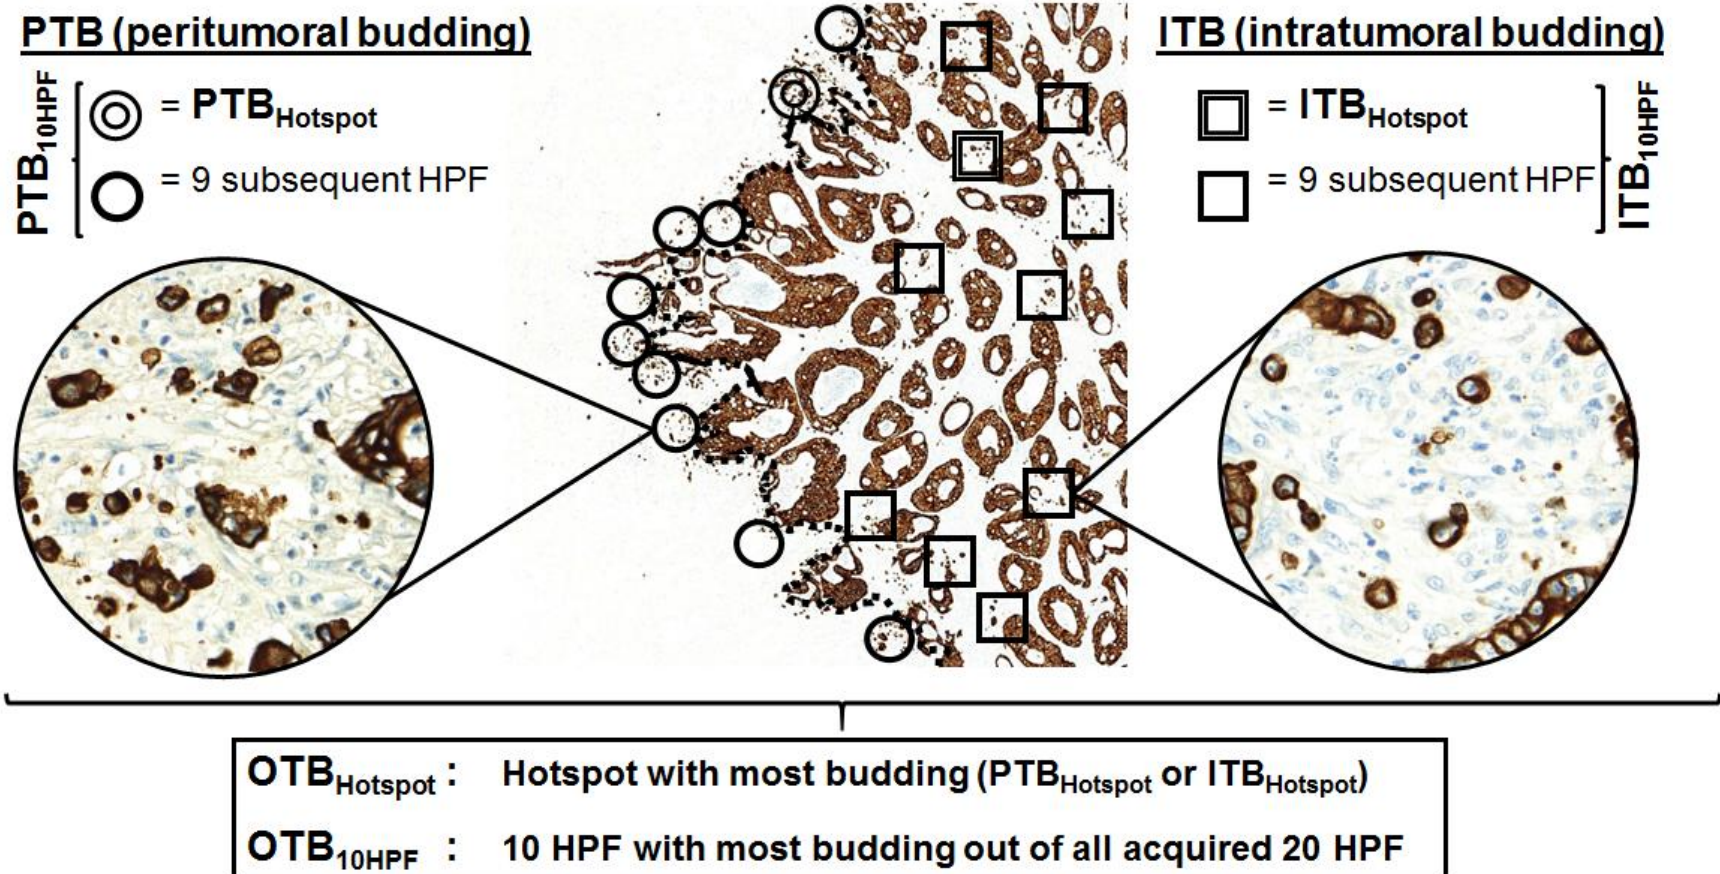 PTB (peritumoral budding)
PTB10HPF
= PTBHotspot
= 9 subsequent HPF
ITB (intratumoral budding)
= ITBHotspot
= 9 subsequent HPF
ITB10HPF
OTBHotspot : Hotspot with most budding (PTBHotspot or ITBHotspot)
OTB10HPF : 10 HPF with most budding out of all acquired 20 HPF